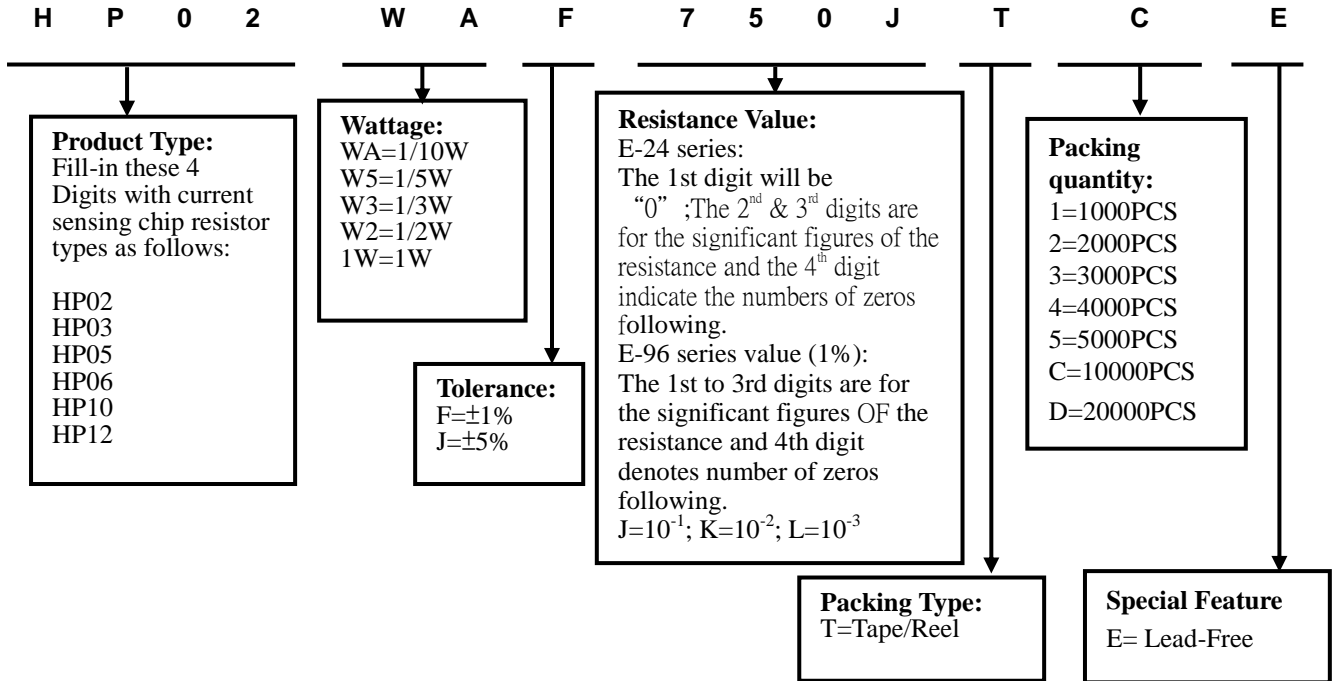 H P 0 2 W A F 7 5 0 J T C E
Product Type:
Fill-in these 4
Digits with current
sensing chip resistor
types as follows:
HP02
HP03
HP05
HP06
HP10
HP12
Wattage:
WA=1/10W
W5=1/5W
W3=1/3W
W2=1/2W
1W=1W
Tolerance:
F=±1%
J=±5%
Resistance Value:
E-24 series:
The 1st digit will be
“0” ;The 2nd & 3rd digits are
for the significant figures of the
resistance and the 4th digit
indicate the numbers of zeros
following.
E-96 series value (1%):
The 1st to 3rd digits are for
the significant figures OF the
resistance and 4th digit
denotes number of zeros
following.
J=10-1; K=10-2; L=10-3
Packing Type:
T=Tape/Reel
Packing
quantity:
1=1000PCS
2=2000PCS
3=3000PCS
4=4000PCS
5=5000PCS
C=10000PCS
D=20000PCS
Special Feature
E= Lead-Free